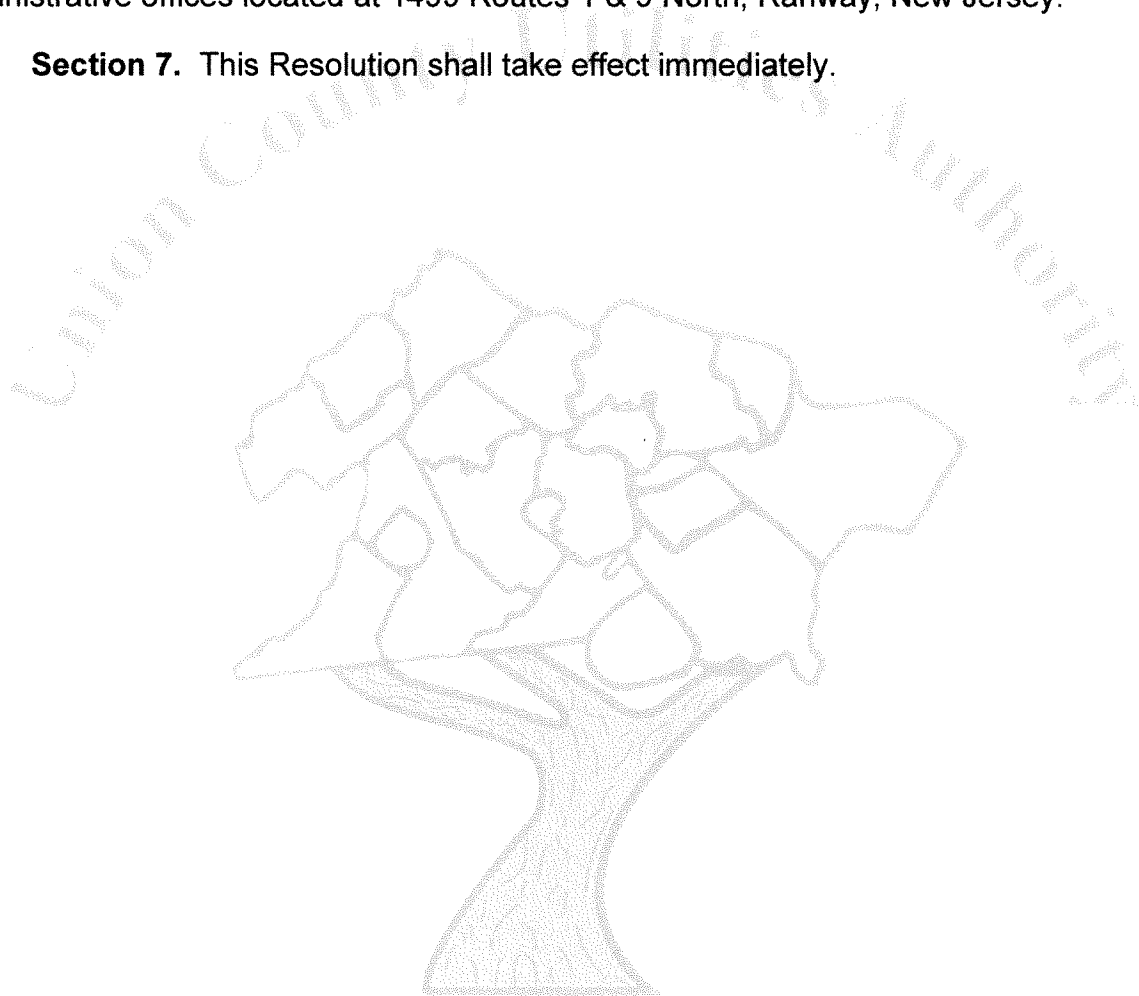 offices located at 1499 Routes 1 & 9 North, Rahway, New Jersey.
Section 7. This Resolution shall take effect immediately.
Union County Utilities Authority